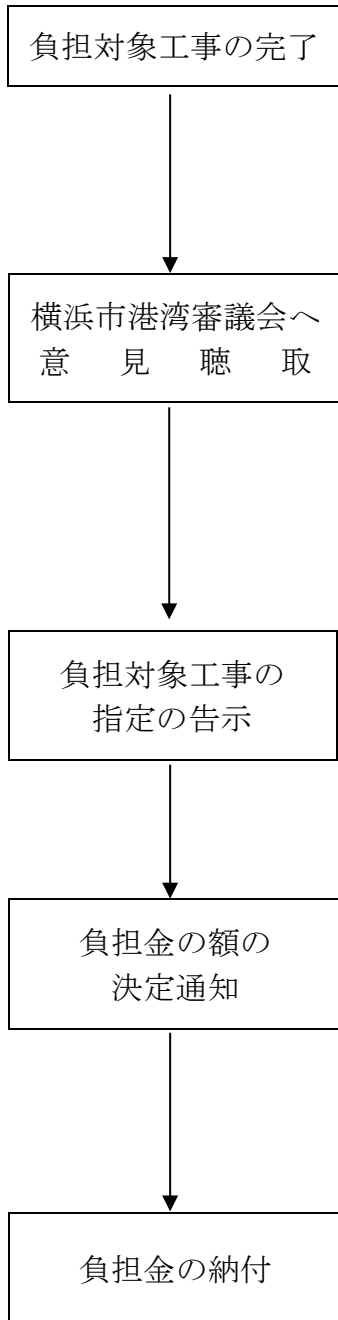 負担対象工事の完了
横浜市港湾審議会へ
意見聴取
負担対象工事の
指定の告示
負担金の額の
決定通知
負担金の納付